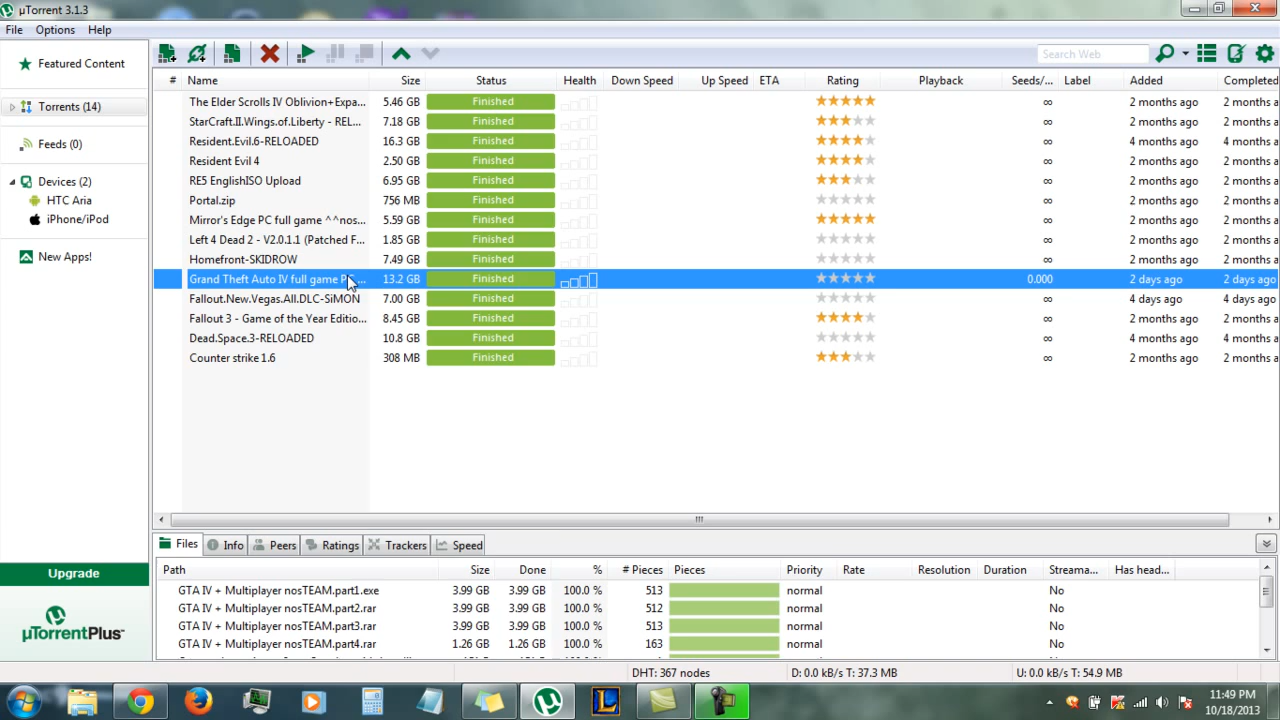 µTorrent 3.1.3
File Options Help
Search Web
Featured Content
Torrents (14)
Feeds (0)
Devices (2)
HTC Aria
iPhone/iPod
New Apps!
Upgrade
µTorrentPlus™
# Name Size Status Health Down Speed Up Speed ETA Rating Playback Seeds/... Label Added Completed
The Elder Scrolls IV Oblivion+Expa... 5.46 GB Finished ∞ 2 months ago 2 months a
StarCraft.II.Wings.of.Liberty - REL... 7.18 GB Finished ∞ 2 months ago 2 months a
Resident.Evil.6-RELOADED 16.3 GB Finished ∞ 4 months ago 4 months a
Resident Evil 4 2.50 GB Finished ∞ 2 months ago 2 months a
RE5 EnglishISO Upload 6.95 GB Finished ∞ 2 months ago 2 months a
Portal.zip 756 MB Finished ∞ 2 months ago 2 months a
Mirror's Edge PC full game ^^nos... 5.59 GB Finished ∞ 2 months ago 2 months a
Left 4 Dead 2 - V2.0.1.1 (Patched F... 1.85 GB Finished ∞ 2 months ago 2 months a
Homefront-SKIDROW 7.49 GB Finished ∞ 2 months ago 2 months a
Grand Theft Auto IV full game P... 13.2 GB Finished 0.000 2 days ago 2 days ago
Fallout.New.Vegas.All.DLC-SiMON 7.00 GB Finished ∞ 4 days ago 4 days ago
Fallout 3 - Game of the Year Editio... 8.45 GB Finished ∞ 2 months ago 2 months a
Dead.Space.3-RELOADED 10.8 GB Finished ∞ 4 months ago 4 months a
Counter strike 1.6 308 MB Finished ∞ 2 months ago 2 months a
Files Info Peers Ratings Trackers Speed
Path Size Done % # Pieces Pieces Priority Rate Resolution Duration Streama... Has head...
GTA IV + Multiplayer nosTEAM.part1.exe 3.99 GB 3.99 GB 100.0 % 513 normal No
GTA IV + Multiplayer nosTEAM.part2.rar 3.99 GB 3.99 GB 100.0 % 512 normal No
GTA IV + Multiplayer nosTEAM.part3.rar 3.99 GB 3.99 GB 100.0 % 513 normal No
GTA IV + Multiplayer nosTEAM.part4.rar 1.26 GB 1.26 GB 100.0 % 163 normal No
DHT: 367 nodes D: 0.0 kB/s T: 37.3 MB U: 0.0 kB/s T: 54.9 MB
11:49 PM
10/18/2013